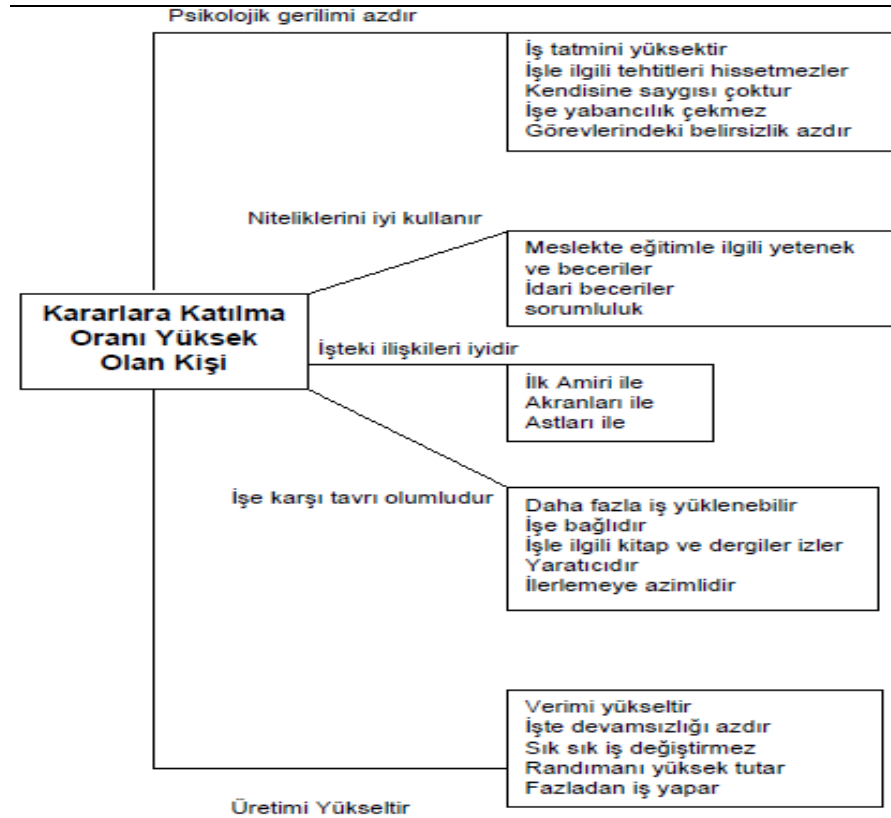 Psikolojik gerilimi azdır
İş tatmini yüksektir
İşle ilgili tehtitleri hissetmezler
Kendisine saygısı çoktur
İşe yabancılık çekmez
Görevlerindeki belirsizlik azdır
Niteliklerini iyi kullanır
Meslekte eğitimle ilgili yetenek
ve beceriler
İdari beceriler
sorumluluk
Kararlara Katılma
Oranı Yüksek
Olan Kişi
İşteki ilişkileri iyidir
İlk Amiri ile
Akranları ile
Astları ile
İşe karşı tavrı olumludur
Daha fazla iş yüklenebilir
İşe bağlıdır
İşle ilgili kitap ve dergiler izler
Yaratıcıdır
İlerlemeye azimlidir
Verimi yükseltir
İşte devamsızlığı azdır
Sık sık iş değiştirmez
Randımanı yüksek tutar
Fazladan iş yapar
Üretimi Yükseltir